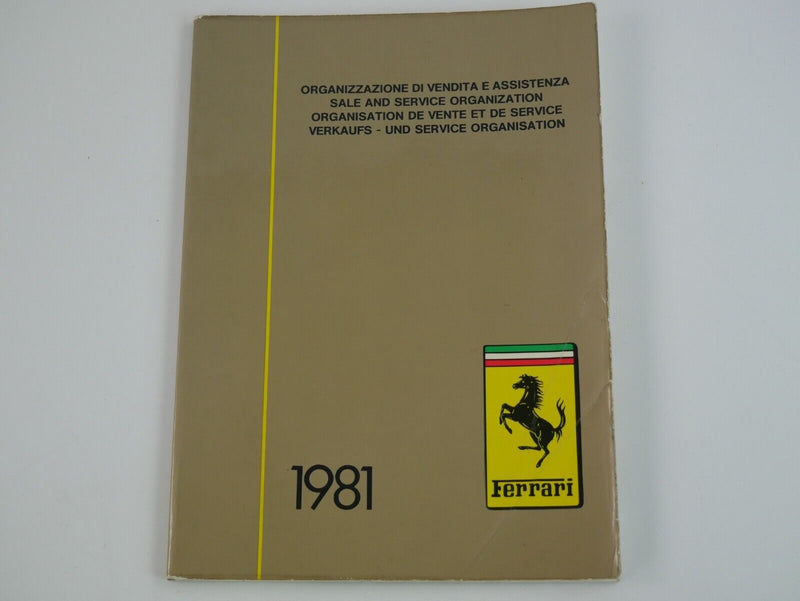 ORGANIZZAZIONE DI VENDITA E ASSISTENZA
SALE AND SERVICE ORGANIZATION
ORGANISATION DE VENTE ET DE SERVICE
VERKAUFS - UND SERVICE ORGANISATION
1981
Ferrari